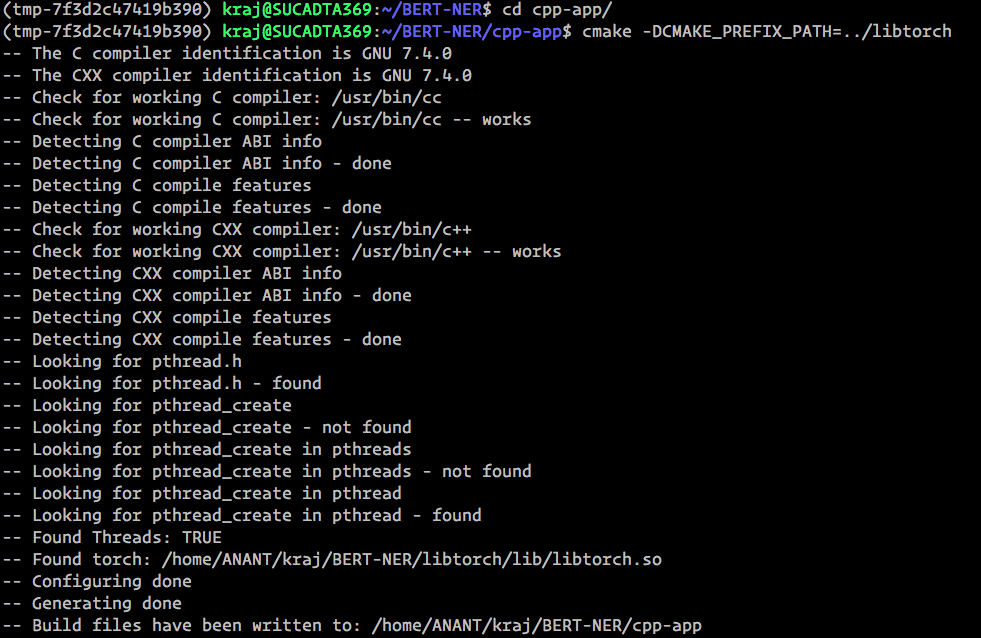 (tmp-7f3d2c47419b390) kraj@SUCADTA369:~/BERT-NER$ cd cpp-app/
(tmp-7f3d2c47419b390) kraj@SUCADTA369:~/BERT-NER/cpp-app$ cmake -DCMAKE_PREFIX_PATH=../libtorch
-- The C compiler identification is GNU 7.4.0
-- The CXX compiler identification is GNU 7.4.0
-- Check for working C compiler: /usr/bin/cc
-- Check for working C compiler: /usr/bin/cc -- works
-- Detecting C compiler ABI info
-- Detecting C compiler ABI info - done
-- Detecting C compile features
-- Detecting C compile features - done
-- Check for working CXX compiler: /usr/bin/c++
-- Check for working CXX compiler: /usr/bin/c++ -- works
-- Detecting CXX compiler ABI info
-- Detecting CXX compiler ABI info - done
-- Detecting CXX compile features
-- Detecting CXX compile features - done
-- Looking for pthread.h
-- Looking for pthread.h - found
-- Looking for pthread_create
-- Looking for pthread_create - not found
-- Looking for pthread_create in pthreads
-- Looking for pthread_create in pthreads - not found
-- Looking for pthread_create in pthread
-- Looking for pthread_create in pthread - found
-- Found Threads: TRUE
-- Found torch: /home/ANANT/kraj/BERT-NER/libtorch/lib/libtorch.so
-- Configuring done
-- Generating done
-- Build files have been written to: /home/ANANT/kraj/BERT-NER/cpp-app